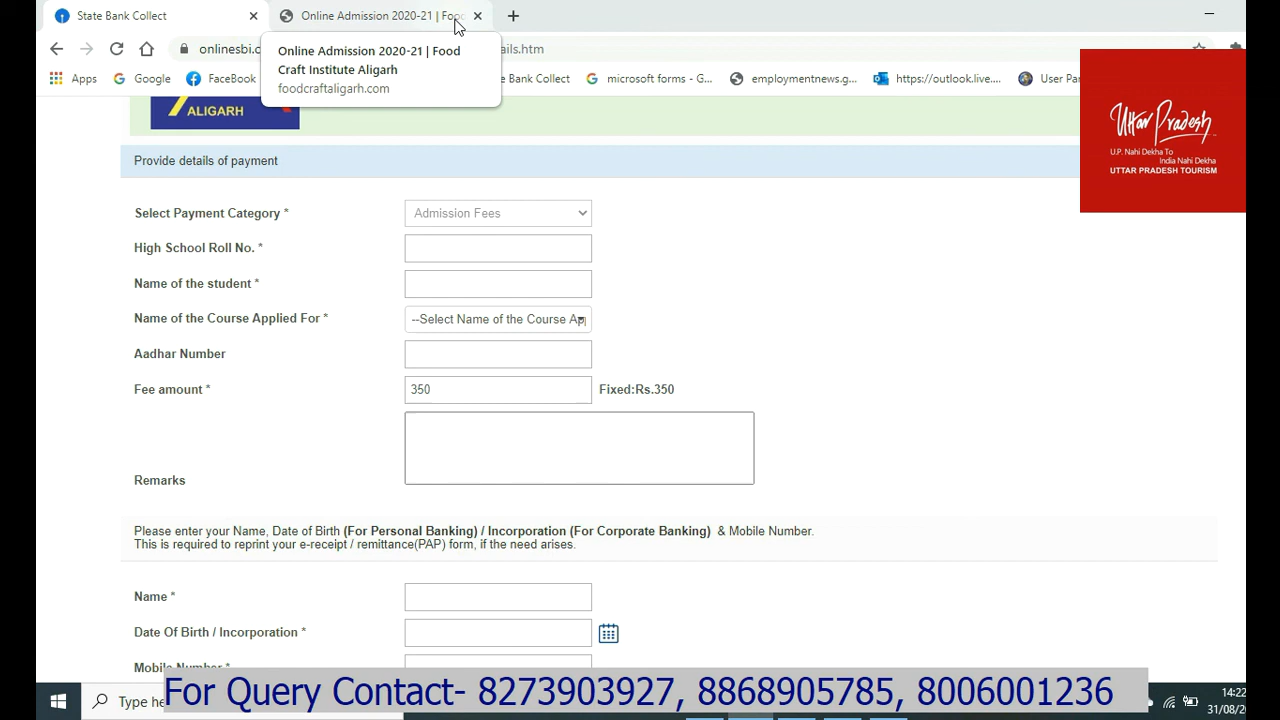 State Bank Collect
Online Admission 2020-21 | Food
onlinesbi.
ails.htm
Online Admission 2020-21 | Food
Craft Institute Aligarh
foodcraftaligarh.com
Apps
Google
FaceBook
e Bank Collect
microsoft forms - G...
employmentnews.g...
https://outlook.live....
User Pa
ALIGARH
Uttar Pradesh
U.P. Nahi Dekha To
India Nahi Dekha
UTTAR PRADESH TOURISM
Provide details of payment
Select Payment Category *
Admission Fees
High School Roll No. *
Name of the student *
Name of the Course Applied For *
--Select Name of the Course Ap
Aadhar Number
Fee amount *
350
Fixed:Rs.350
Remarks
Please enter your Name, Date of Birth (For Personal Banking) / Incorporation (For Corporate Banking) & Mobile Number.
This is required to reprint your e-receipt / remittance(PAP) form, if the need arises.
Name *
Date Of Birth / Incorporation *
Mobile Number *
Type he
For Query Contact- 8273903927, 8868905785, 8006001236
14:22
31/08/20